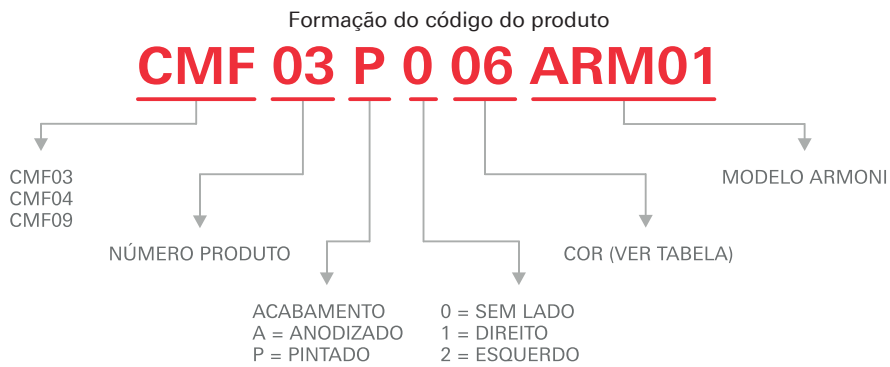 Formação do código do produto
CMF 03 P 0 06 ARM01
CMF03
CMF04
CMF09
MODELO ARMONI
NÚMERO PRODUTO
COR (VER TABELA)
ACABAMENTO
A = ANODIZADO
P = PINTADO
0 = SEM LADO
1 = DIREITO
2 = ESQUERDO